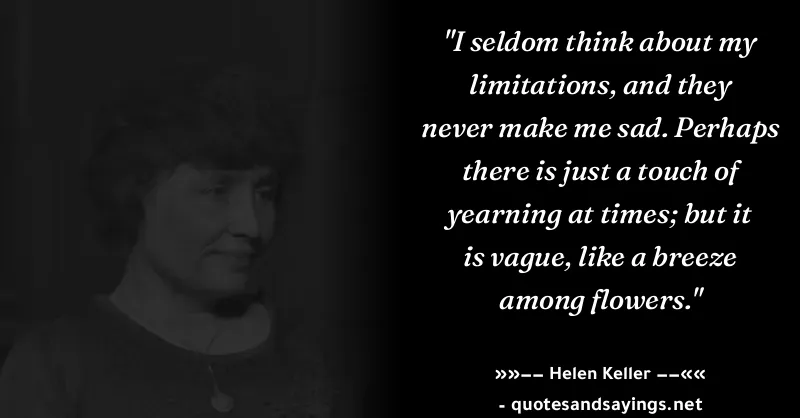 "I seldom think about my
limitations, and they
never make me sad. Perhaps
there is just a touch of
yearning at times; but it
is vague, like a breeze
among flowers."
»»–– Helen Keller ––««
- quotesandsayings.net